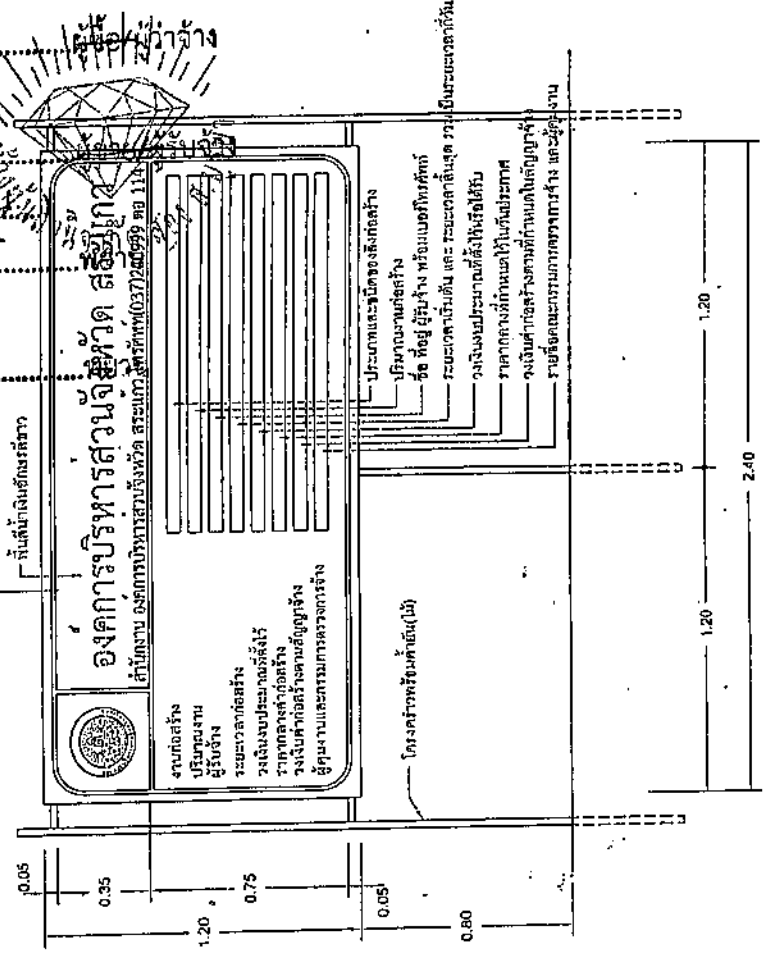 ผู้ซื้อ/ผู้ว่าจ้าง
ผู้ขาย/ผู้รับจ้าง
พื้นสีน้ำเงินอักษรสีขาว
องค์การบริหารส่วนจังหวัด สระแก้ว
สำนักงาน องค์การบริหารส่วนจังหวัด สระแก้ว โทรศัพท์(037)240999 ต่อ 114
งานก่อสร้าง
ปริมาณงาน
ผู้รับจ้าง
ระยะเวลาก่อสร้าง
วงเงินงบประมาณที่ตั้งไว้
ราคากลางค่าก่อสร้าง
วงเงินค่าก่อสร้างตามสัญญาจ้าง
ผู้คุมงานและกรรมการตรวจการจ้าง
ประเภทและชนิดของสิ่งก่อสร้าง
ปริมาณงานก่อสร้าง
ชื่อ ที่อยู่ ผู้รับจ้าง พร้อมเบอร์โทรศัพท์
ระยะเวลาเริ่มต้น และ ระยะเวลาสิ้นสุด รวมเป็นระยะเวลากี่วัน
วงเงินงบประมาณที่ตั้งไว้หรือได้รับ
ราคากลางที่กำหนดไว้ในวันประกาศ
วงเงินค่าก่อสร้างตามที่กำหนดในสัญญาจ้าง
รายชื่อคณะกรรมการตรวจการจ้าง และผู้คุมงาน
โครงคร่าวพร้อมค้ำยัน(ไม้)
0.05
0.35
0.75
0.05
1.20
0.80
1.20
1.20
2.40